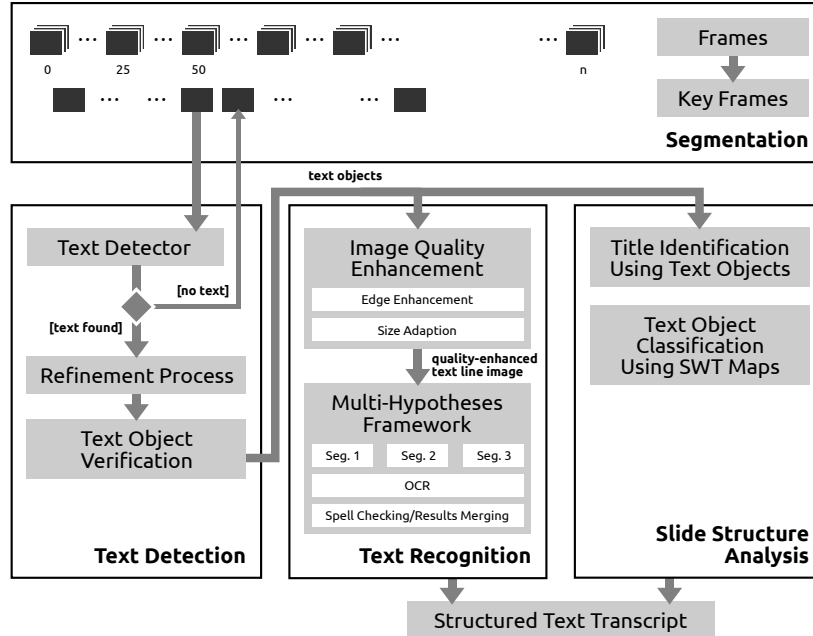 ... ... ... ... ... ...
0 25 50 n
... ... ... ...
Frames
Key Frames
Segmentation
text objects
Text Detector
[no text]
[text found]
Refinement Process
Text Object
Verification
Text Detection
Image Quality
Enhancement
Edge Enhancement
Size Adaption
quality-enhanced
text line image
Multi-Hypotheses
Framework
Seg. 1 Seg. 2 Seg. 3
OCR
Spell Checking/Results Merging
Text Recognition
Title Identification
Using Text Objects
Text Object
Classification
Using SWT Maps
Slide Structure
Analysis
Structured Text Transcript